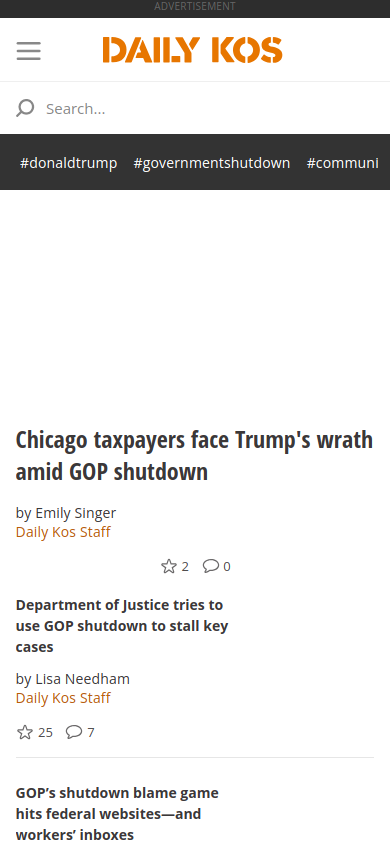 ADVERTISEMENT
DAILY KOS
Search...
#donaldtrump #governmentshutdown #communi
Chicago taxpayers face Trump's wrath
amid GOP shutdown
by Emily Singer
Daily Kos Staff
2 0
Department of Justice tries to
use GOP shutdown to stall key
cases
by Lisa Needham
Daily Kos Staff
25 7
GOP’s shutdown blame game
hits federal websites—and
workers’ inboxes